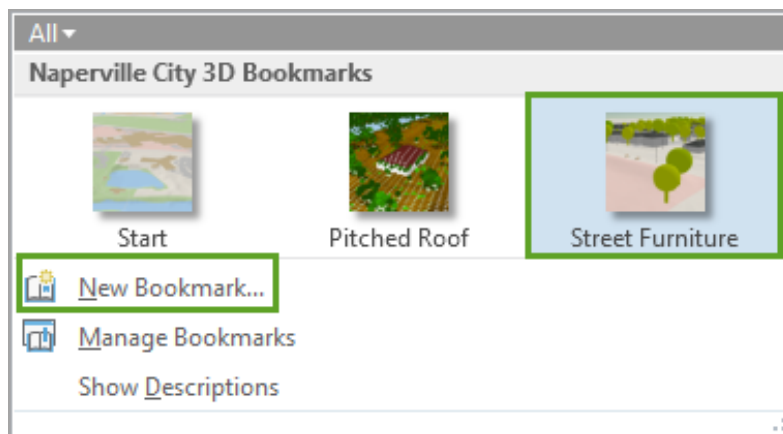 All
Naperville City 3D Bookmarks
Start
Pitched Roof
Street Furniture
New Bookmark...
Manage Bookmarks
Show Descriptions